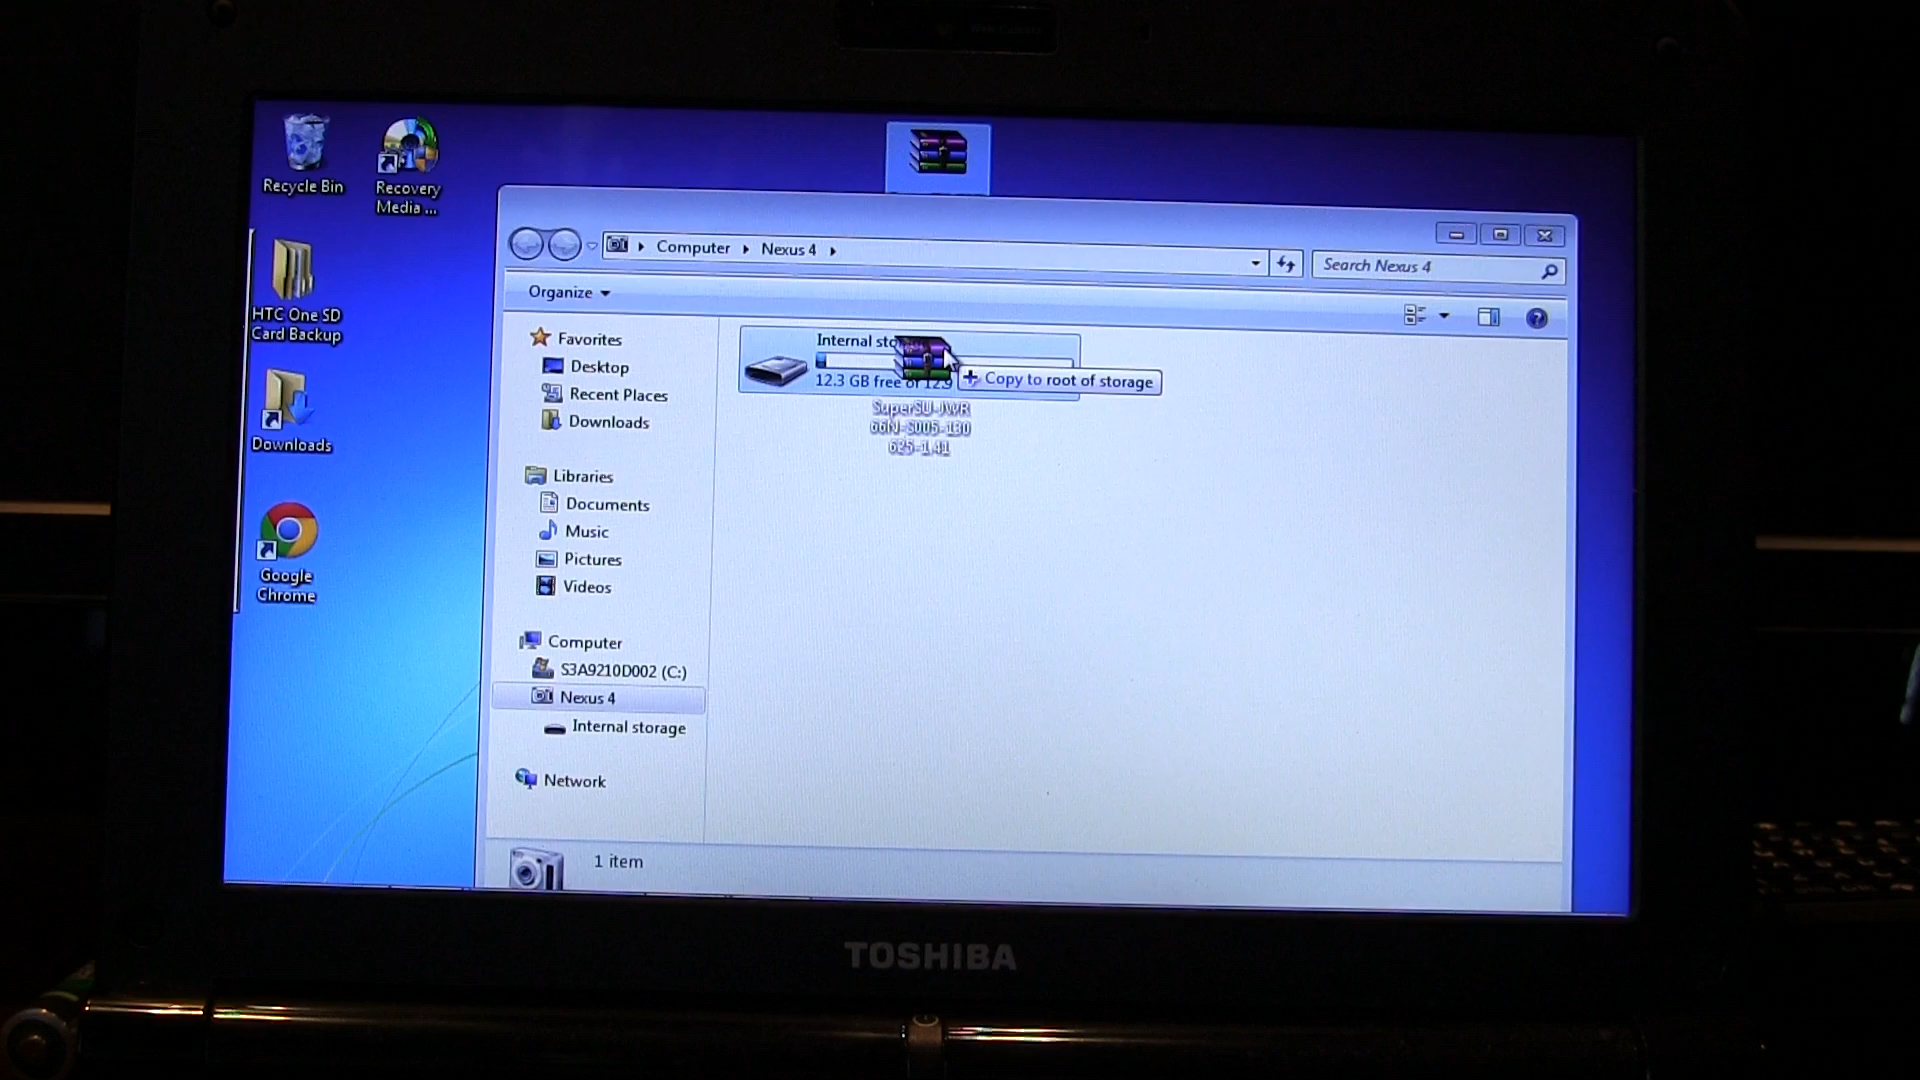 Recycle Bin
Recovery
Media ...
HTC One SD
Card Backup
Downloads
Google
Chrome
Computer
Nexus 4
Search Nexus 4
Organize
Favorites
Desktop
Recent Places
Downloads
Libraries
Documents
Music
Pictures
Videos
Computer
S3A9210D002 (C:)
Nexus 4
Internal storage
Network
Internal sto
12.3 GB free of 12.9
Copy to root of storage
SuperSU-JWR
66N-S005-130
625-1.41
1 item
TOSHIBA